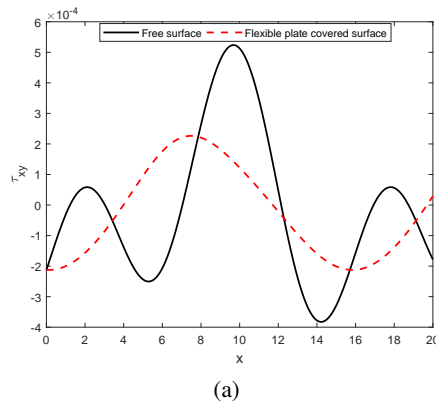 ×10-4
Free surface Flexible plate covered surface
6
5
4
3
2
1
0
-1
-2
-3
-4
τxy
0 2 4 6 8 10 12 14 16 18 20
x
(a)